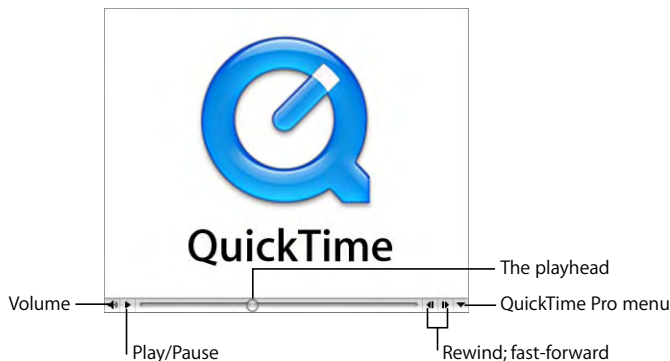 QuickTime
The playhead
Volume
QuickTime Pro menu
Play/Pause
Rewind; fast-forward